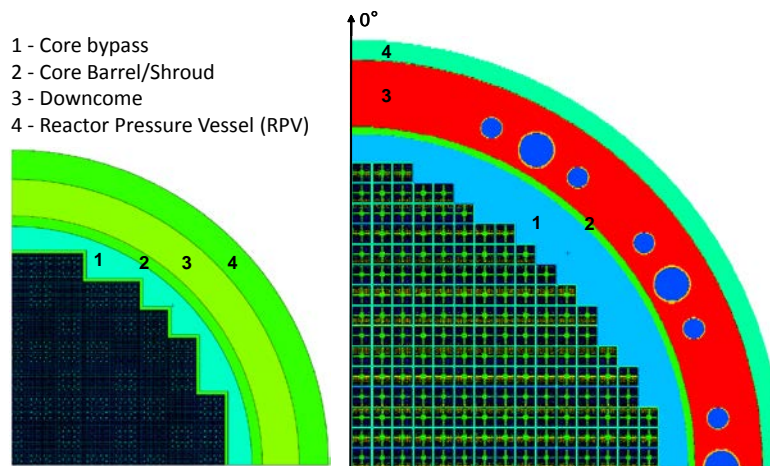 1 - Core bypass
2 - Core Barrel/Shroud
3 - Downcome
4 - Reactor Pressure Vessel (RPV)
1
2
3
4
0°
4
3
1
2